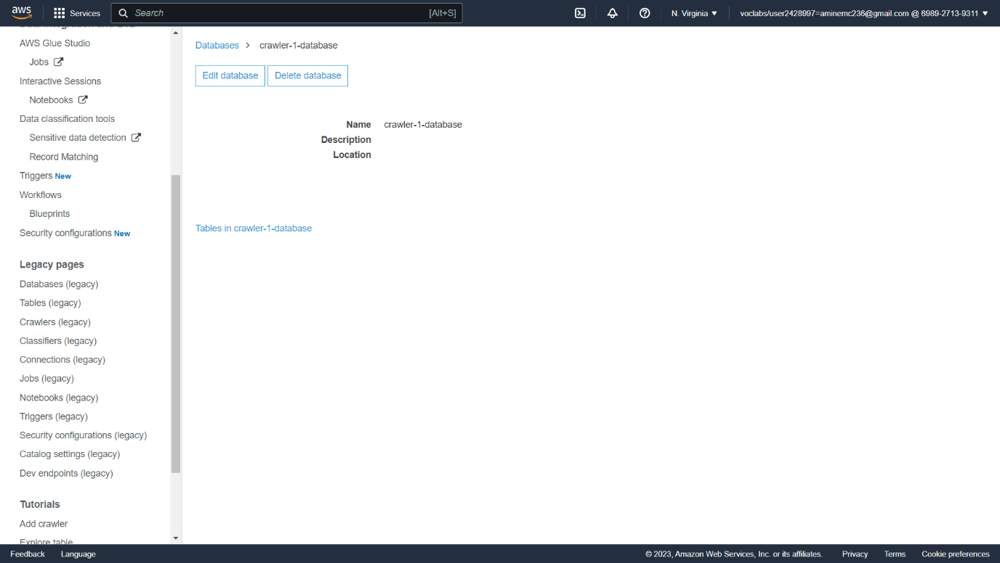 aws
Services
Search
[Alt+S]
N. Virginia ▼
voclabs/user2428997=aminemc236@gmail.com @ 6989-2713-9311 ▼
AWS Glue Studio
Jobs
Interactive Sessions
Notebooks
Data classification tools
Sensitive data detection
Record Matching
Triggers New
Workflows
Blueprints
Security configurations New
Legacy pages
Databases (legacy)
Tables (legacy)
Crawlers (legacy)
Classifiers (legacy)
Connections (legacy)
Jobs (legacy)
Notebooks (legacy)
Triggers (legacy)
Security configurations (legacy)
Catalog settings (legacy)
Dev endpoints (legacy)
Tutorials
Add crawler
Explore table
Databases > crawler-1-database
Edit database
Delete database
Name crawler-1-database
Description
Location
Tables in crawler-1-database
Feedback Language
© 2023, Amazon Web Services, Inc. or its affiliates. Privacy Terms Cookie preferences